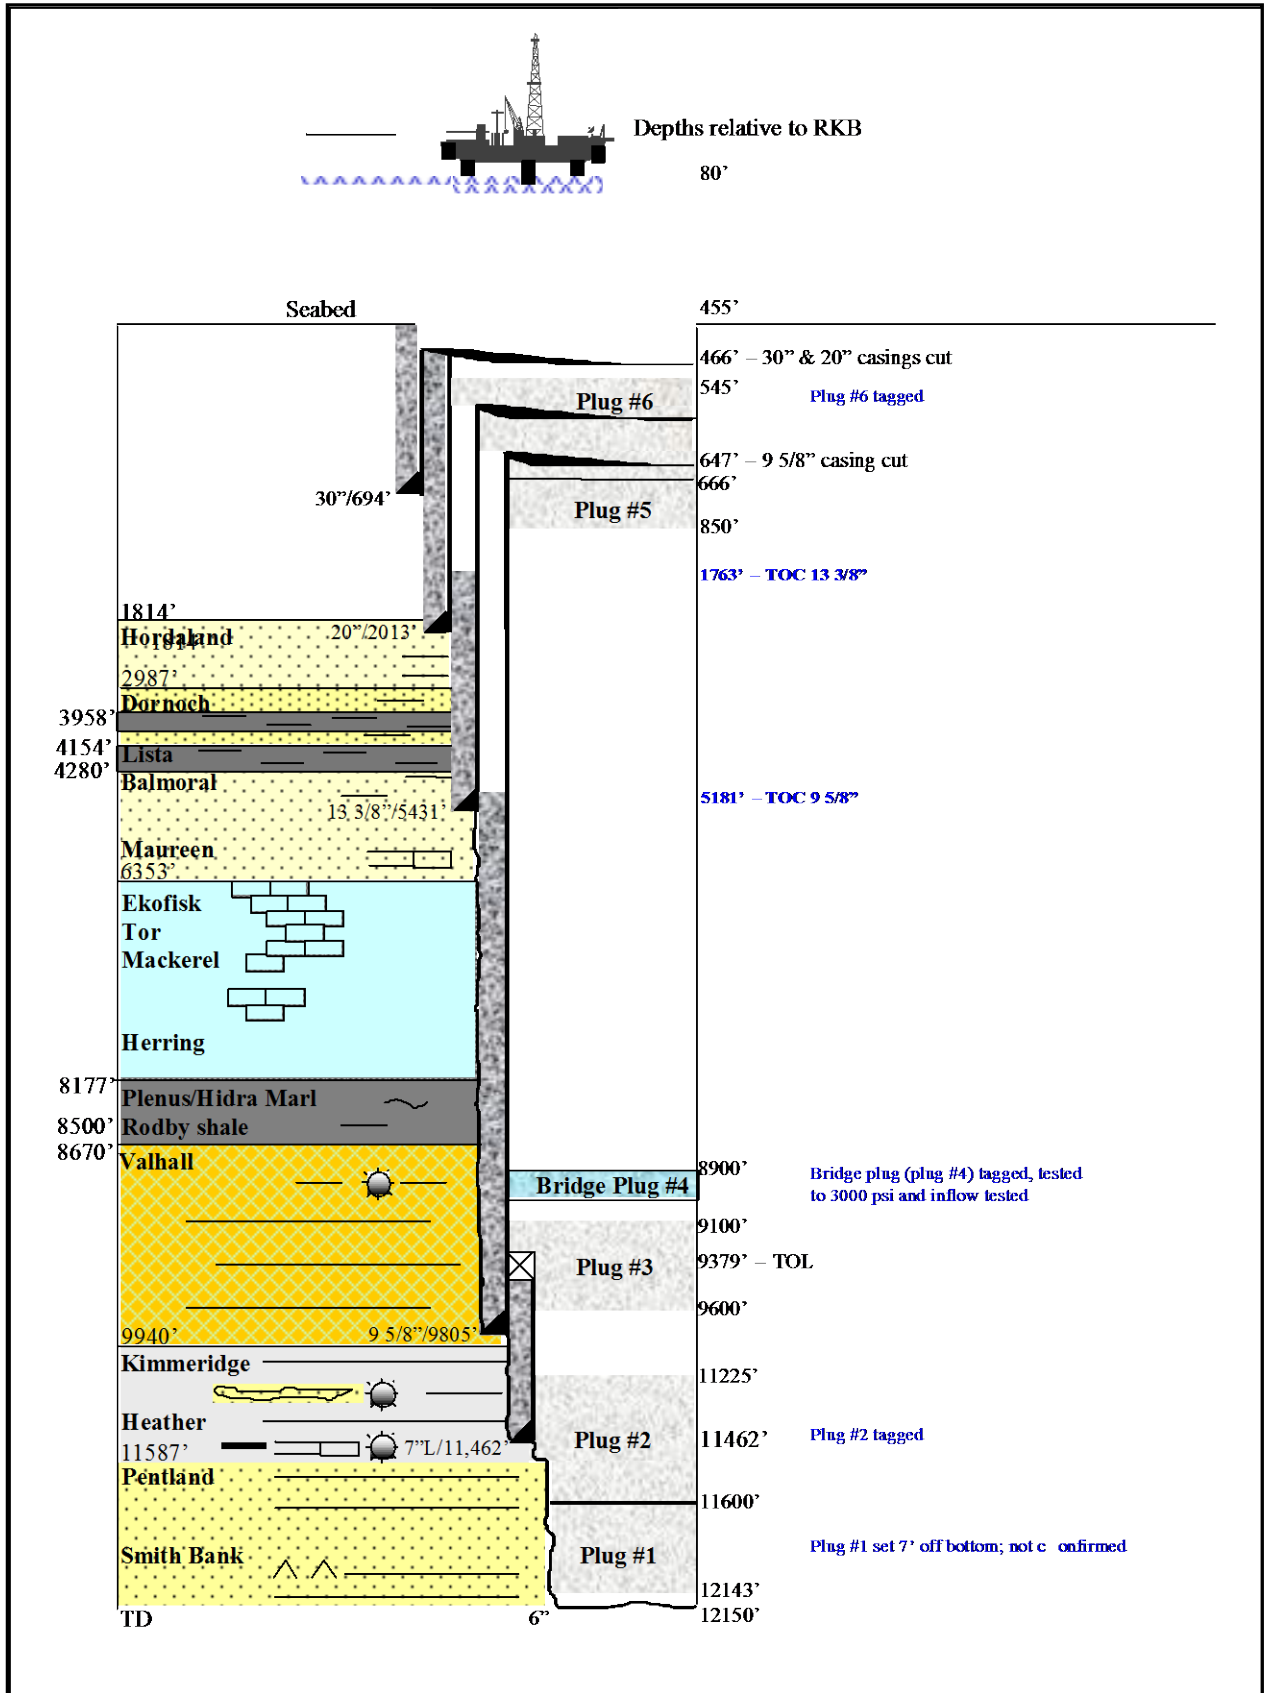 Depths relative to RKB
80’
Seabed
455’
466’ – 30” & 20” casings cut
545’
Plug #6
Plug #6 tagged
647’ – 9 5/8” casing cut
666’
30”/694’
Plug #5
850’
1763’ – TOC 13 3/8”
1814’
Hordaland
1814’
20”/2013’
2987’
Dornoch
3958’
4154’
Lista
4280’
Balmoral
5181’ – TOC 9 5/8”
13 3/8”/5431’
Maureen
6353’
Ekofisk
Tor
Mackerel
Herring
8177’
Plenus/Hidra Marl
8500’
Rodby shale
8670’
Valhall
8900’
Bridge Plug #4
Bridge plug (plug #4) tagged, tested
to 3000 psi and inflow tested
9100’
9379’ – TOL
Plug #3
9600’
9940’
9 5/8”/9805’
Kimmeridge
11225’
Heather
11587’
7”L/11,462’
Plug #2
11462’
Plug #2 tagged
Pentland
11600’
Smith Bank
Plug #1
Plug #1 set 7’ off bottom; not c onfirmed
12143’
TD
6”
12150’